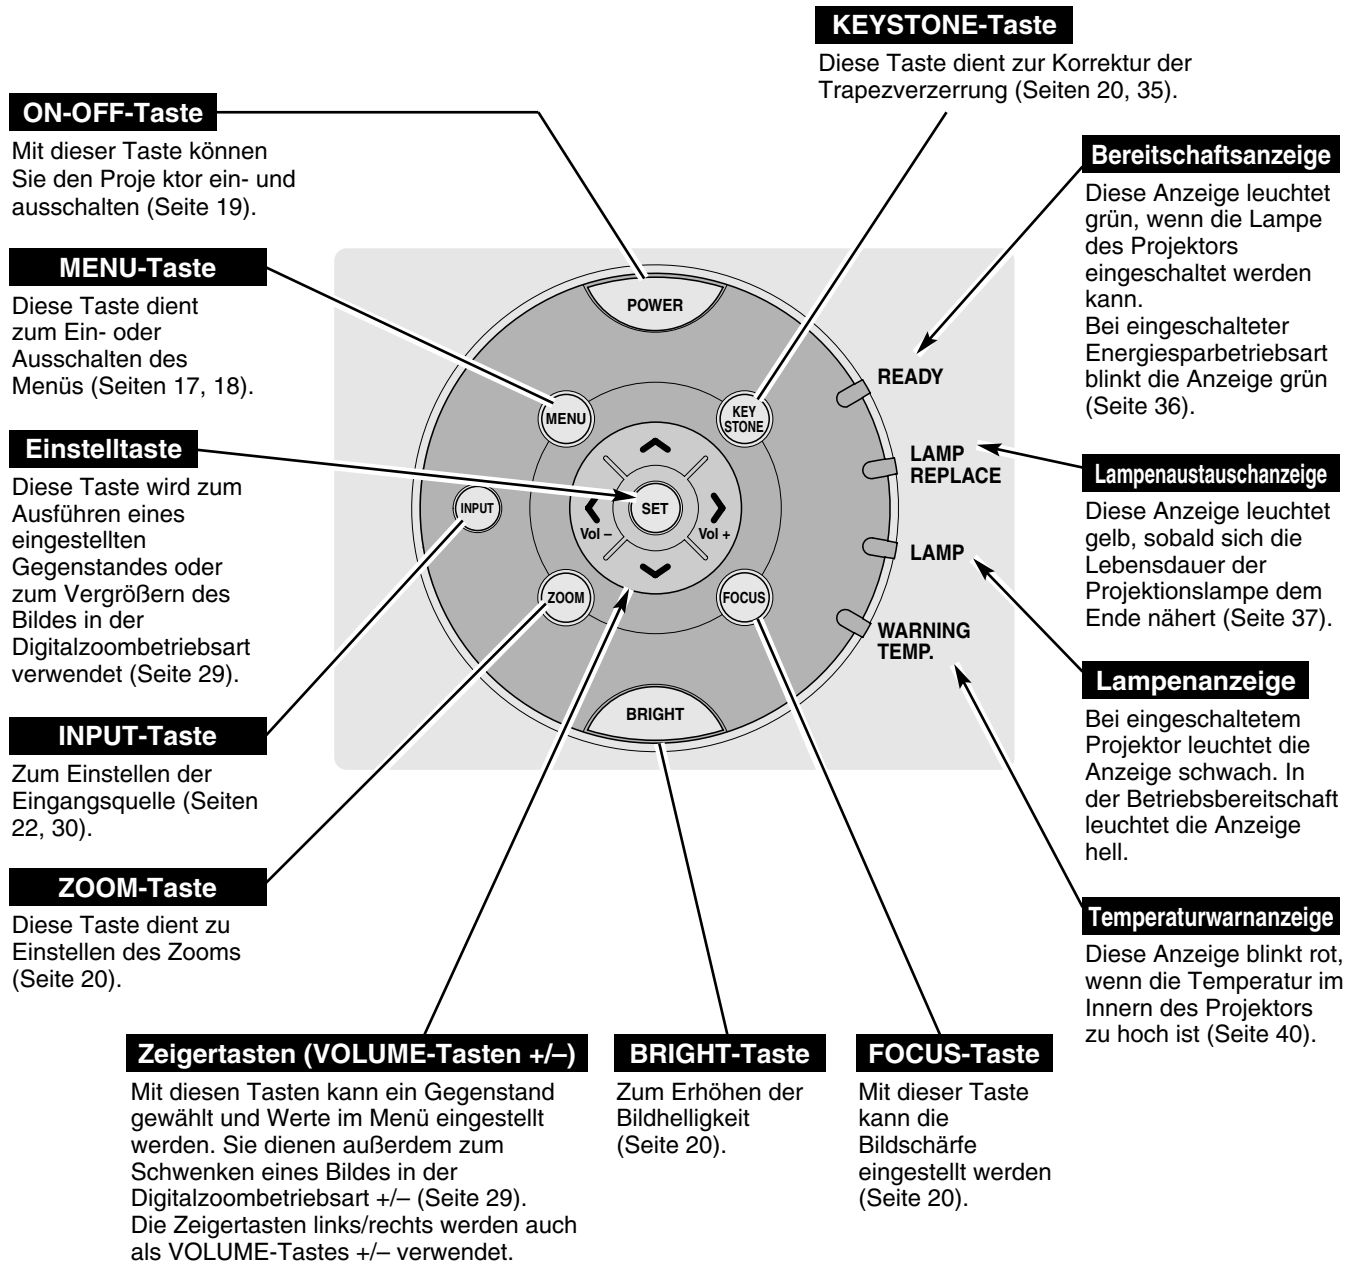 KEYSTONE-Taste
Diese Taste dient zur Korrektur der
Trapezverzerrung (Seiten 20, 35).
ON-OFF-Taste
Mit dieser Taste können
Sie den Proje ktor ein- und
ausschalten (Seite 19).
MENU-Taste
Diese Taste dient
zum Ein- oder
Ausschalten des
Menüs (Seiten 17, 18).
Einstelltaste
Diese Taste wird zum
Ausführen eines
eingestellten
Gegenstandes oder
zum Vergrößern des
Bildes in der
Digitalzoombetriebsart
verwendet (Seite 29).
INPUT-Taste
Zum Einstellen der
Eingangsquelle (Seiten
22, 30).
ZOOM-Taste
Diese Taste dient zu
Einstellen des Zooms
(Seite 20).
POWER
MENU
KEY
STONE
INPUT
SET
Vol –
Vol +
ZOOM
FOCUS
BRIGHT
READY
LAMP
REPLACE
LAMP
WARNING
TEMP.
Bereitschaftsanzeige
Diese Anzeige leuchtet
grün, wenn die Lampe
des Projektors
eingeschaltet werden
kann.
Bei eingeschalteter
Energiesparbetriebsart
blinkt die Anzeige grün
(Seite 36).
Lampenaustauschanzeige
Diese Anzeige leuchtet
gelb, sobald sich die
Lebensdauer der
Projektionslampe dem
Ende nähert (Seite 37).
Lampenanzeige
Bei eingeschaltetem
Projektor leuchtet die
Anzeige schwach. In
der Betriebsbereitschaft
leuchtet die Anzeige
hell.
Temperaturwarnanzeige
Diese Anzeige blinkt rot,
wenn die Temperatur im
Innern des Projektors
zu hoch ist (Seite 40).
Zeigertasten (VOLUME-Tasten +/–)
Mit diesen Tasten kann ein Gegenstand
gewählt und Werte im Menü eingestellt
werden. Sie dienen außerdem zum
Schwenken eines Bildes in der
Digitalzoombetriebsart +/– (Seite 29).
Die Zeigertasten links/rechts werden auch
als VOLUME-Tastes +/– verwendet.
BRIGHT-Taste
Zum Erhöhen der
Bildhelligkeit
(Seite 20).
FOCUS-Taste
Mit dieser Taste
kann die
Bildschärfe
eingestellt werden
(Seite 20).